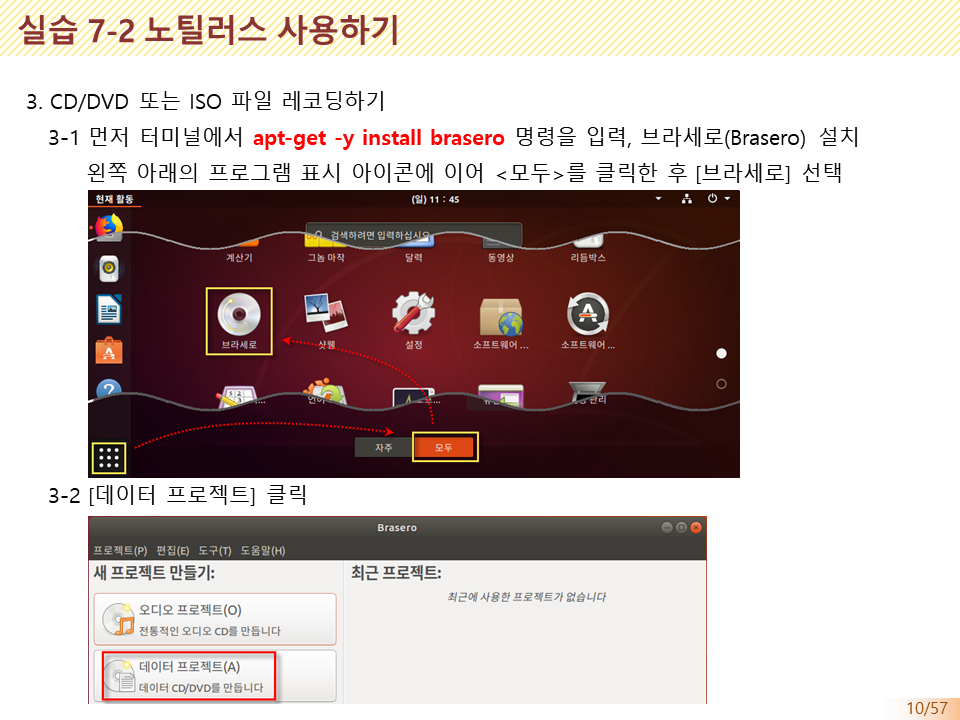 실습 7-2 노틸러스 사용하기
3. CD/DVD 또는 ISO 파일 레코딩하기
3-1 먼저 터미널에서 apt-get -y install brasero 명령을 입력, 브라세로(Brasero) 설치
왼쪽 아래의 프로그램 표시 아이콘에 이어 <모두>를 클릭한 후 [브라세로] 선택
현재 활동 (일) 11 : 45
검색하려면 입력하십시오
계산기 그놈 마작 달력 동영상 리듬박스
브라세로 샷웰 설정 소프트웨어 ... 소프트웨어 ...
자주 모두
3-2 [데이터 프로젝트] 클릭
Brasero
프로젝트(P) 편집(E) 도구(T) 도움말(H)
새 프로젝트 만들기: 최근 프로젝트:
최근에 사용한 프로젝트가 없습니다
오디오 프로젝트(O)
전통적인 오디오 CD를 만듭니다
데이터 프로젝트(A)
데이터 CD/DVD를 만듭니다
10/57